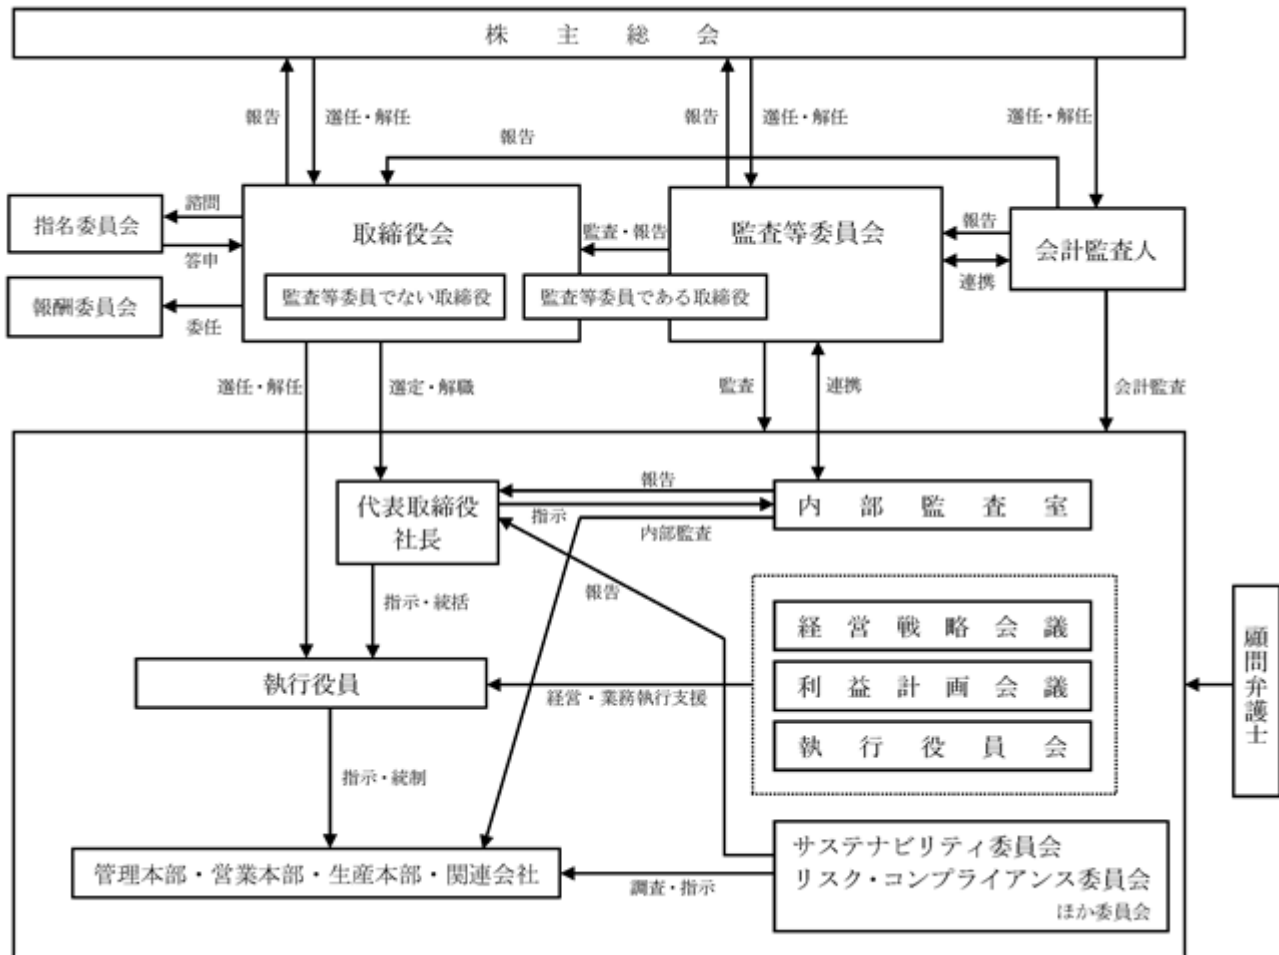 株主総会
報告
選任・解任
報告
選任・解任
選任・解任
報告
指名委員会
諮問
答申
取締役会
監査・報告
監査等委員会
報告
連携
会計監査人
報酬委員会
委任
監査等委員でない取締役
監査等委員である取締役
選任・解任
選定・解職
監査
連携
会計監査
代表取締役
社長
報告
指示
内部監査
内部監査室
指示・統括
報告
経営戦略会議
利益計画会議
執行役員会
執行役員
経営・業務執行支援
顧問弁護士
指示・統制
管理本部・営業本部・生産本部・関連会社
調査・指示
サステナビリティ委員会
リスク・コンプライアンス委員会
ほか委員会